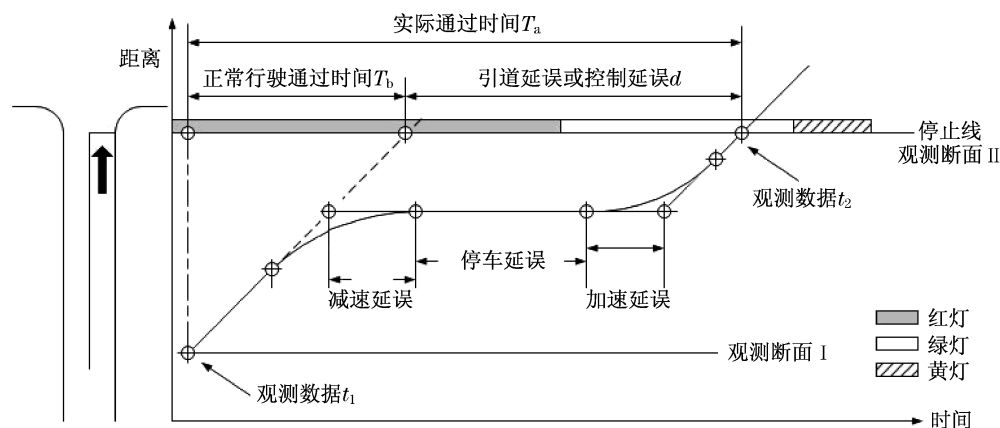 实际通过时间Ta
距离
正常行驶通过时间Tb
引道延误或控制延误d
停止线
观测断面Ⅱ
观测数据t2
停车延误
减速延误
加速延误
红灯
绿灯
黄灯
观测断面Ⅰ
观测数据t1
时间